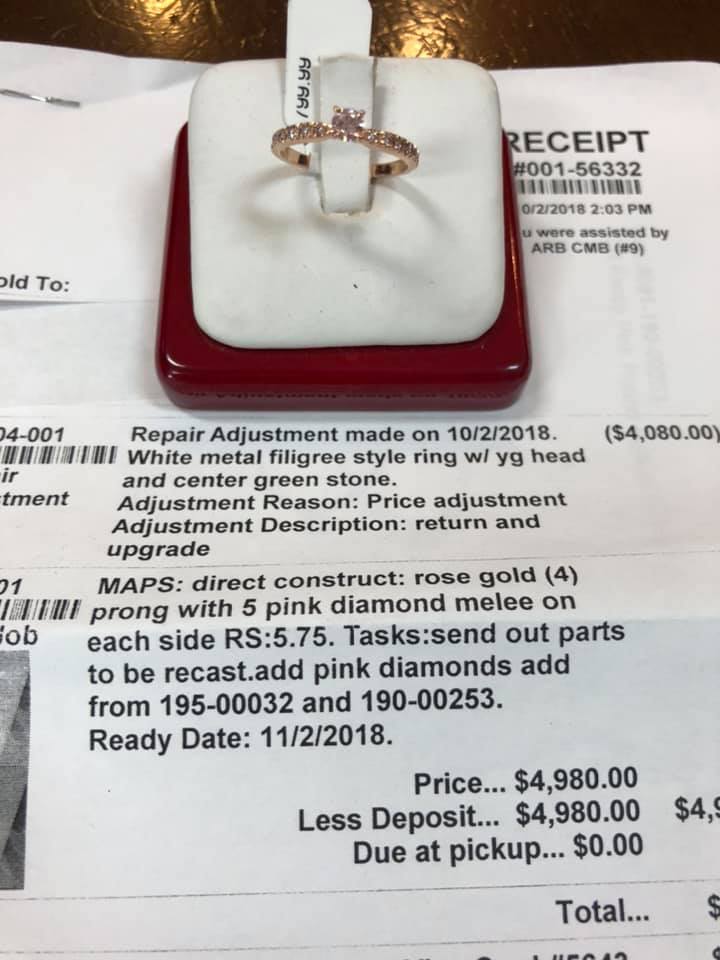 RECEIPT
#001-56332
0/2/2018 2:03 PM
u were assisted by
ARB CMB (#9)
old To:
04-001 Repair Adjustment made on 10/2/2018. ($4,080.00)
White metal filigree style ring w/ yg head
ir and center green stone.
tment Adjustment Reason: Price adjustment
Adjustment Description: return and
upgrade
01 MAPS: direct construct: rose gold (4)
prong with 5 pink diamond melee on
Job each side RS:5.75. Tasks:send out parts
to be recast.add pink diamonds add
from 195-00032 and 190-00253.
Ready Date: 11/2/2018.
Price... $4,980.00
Less Deposit... $4,980.00 $4,9
Due at pickup... $0.00
Total... $